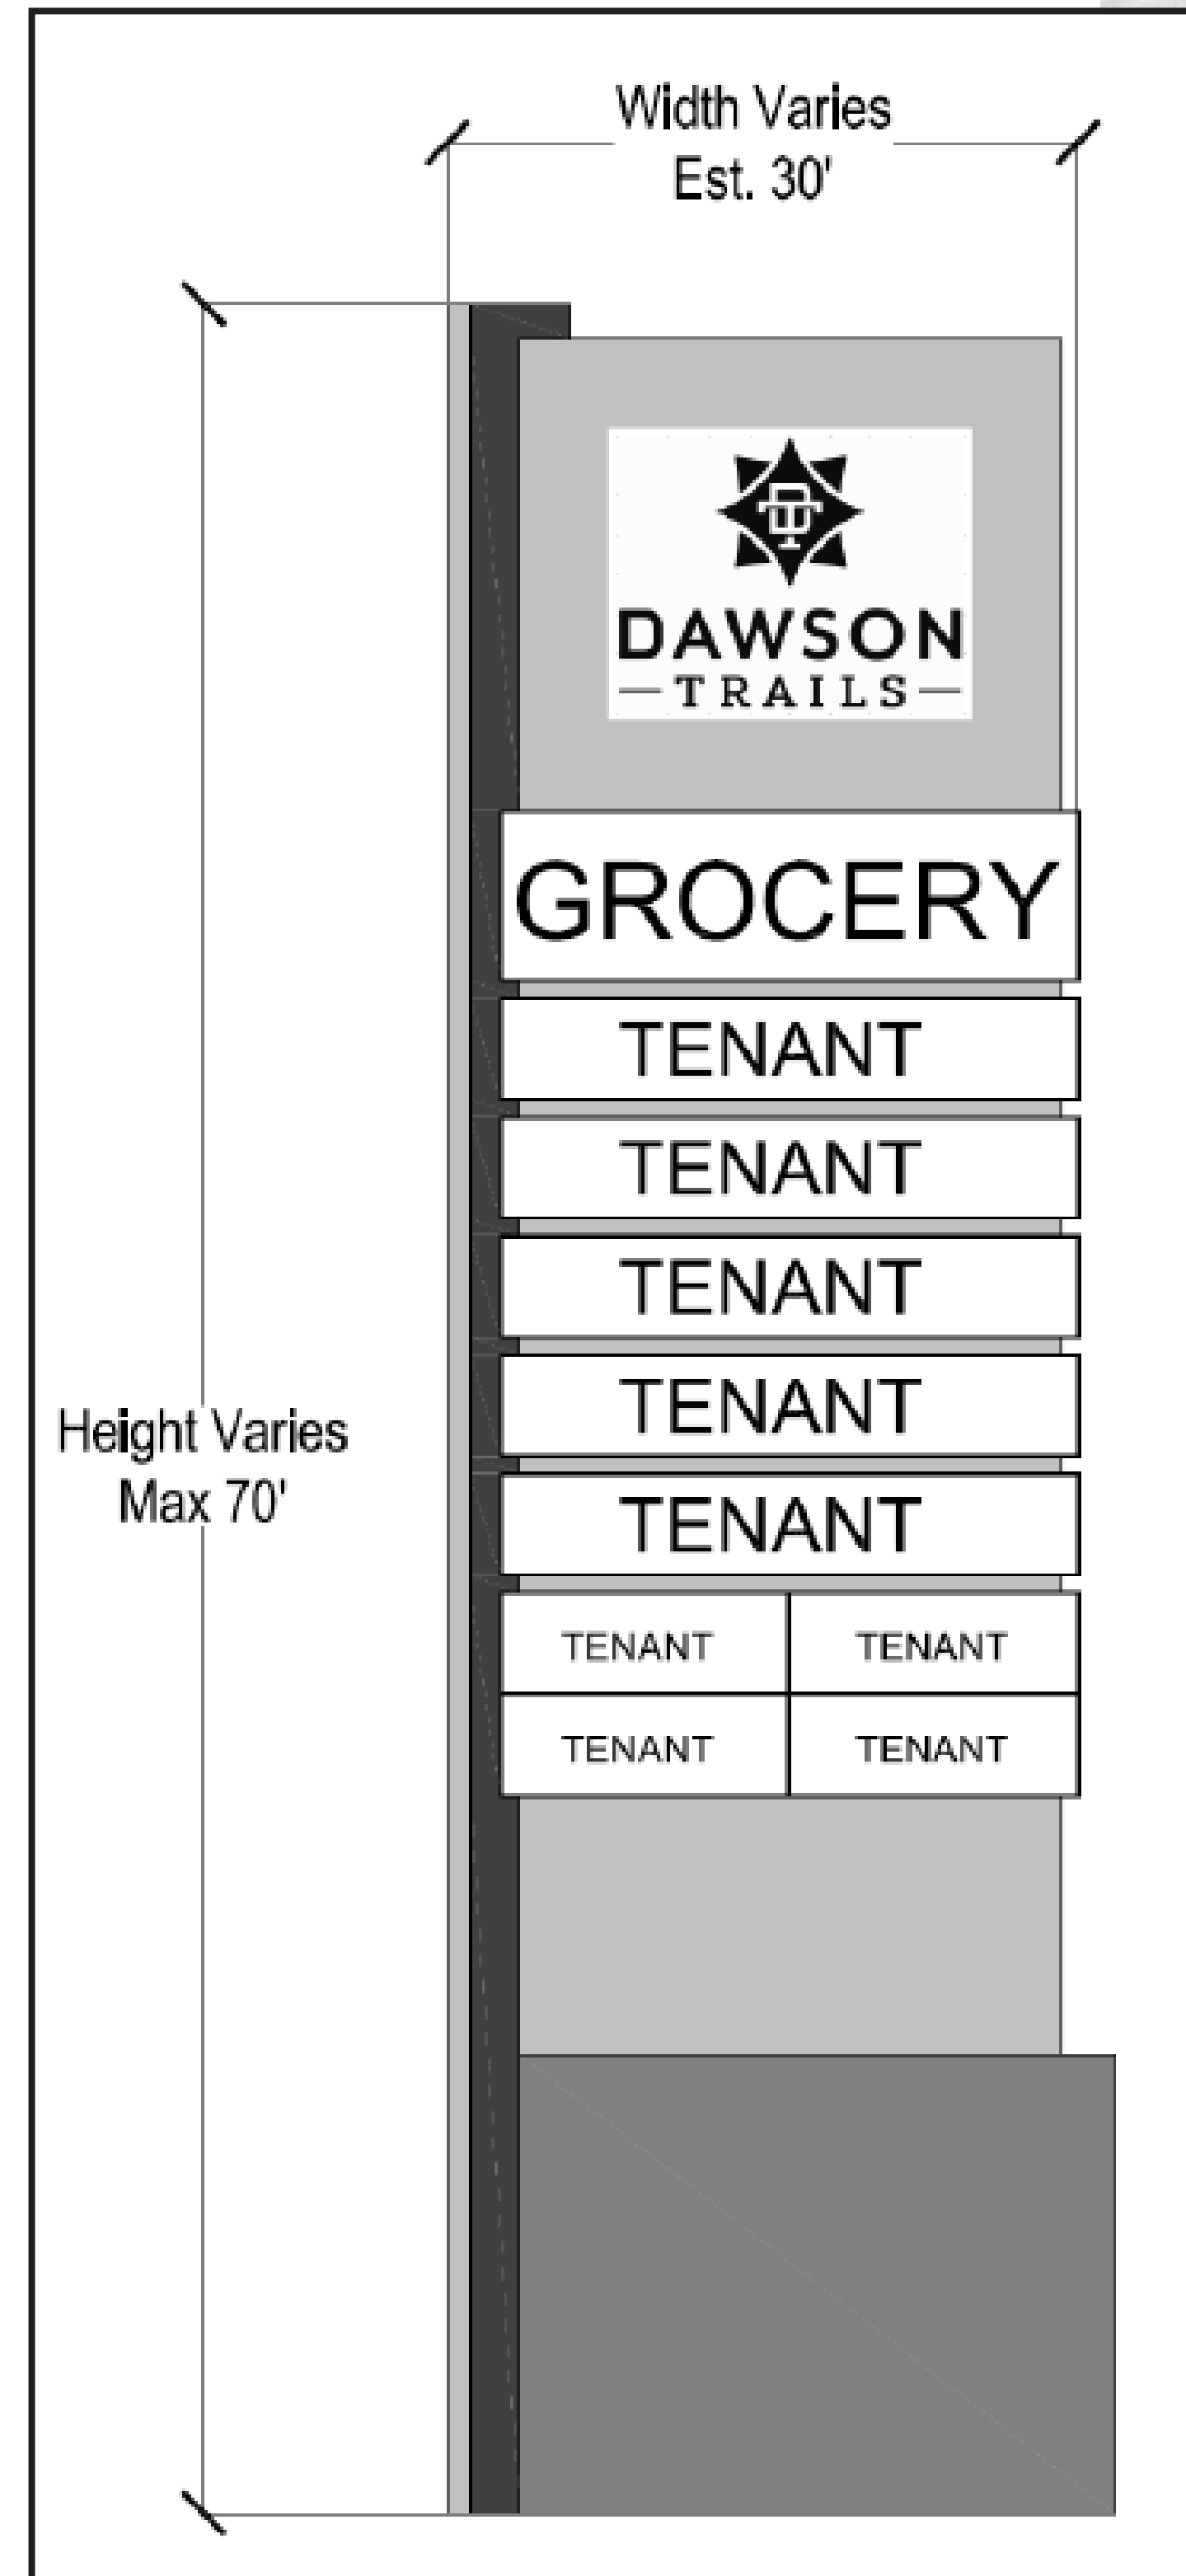 Width Varies
Est. 30'
DT
DAWSON
TRAILS
GROCERY
TENANT
TENANT
TENANT
TENANT
TENANT
TENANT TENANT
TENANT TENANT
Height Varies
Max 70'